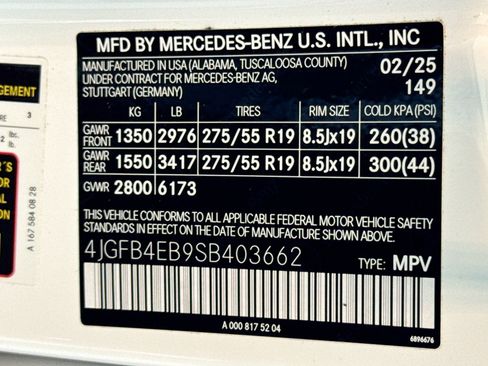 MFD BY MERCEDES-BENZ U.S. INTL., INC
MANUFACTURED IN USA (ALABAMA, TUSCALOOSA COUNTY)
UNDER CONTRACT FOR MERCEDES-BENZ AG,
STUTTGART (GERMANY)
02/25
149
KG LB TIRES RIM SIZE COLD KPA (PSI)
GAWR FRONT 1350 2976 275/55 R19 8.5Jx19 260(38)
GAWR REAR 1550 3417 275/55 R19 8.5Jx19 300(44)
GVWR 2800 6173
THIS VEHICLE CONFORMS TO ALL APPLICABLE FEDERAL MOTOR VEHICLE SAFETY
STANDARDS IN EFFECT ON THE DATE OF MANUFACTURE SHOWN ABOVE.
4JGFB4EB9SB403662 TYPE: MPV
A 000 817 52 04
6896676
A 167 584 08 28
3
lbs.